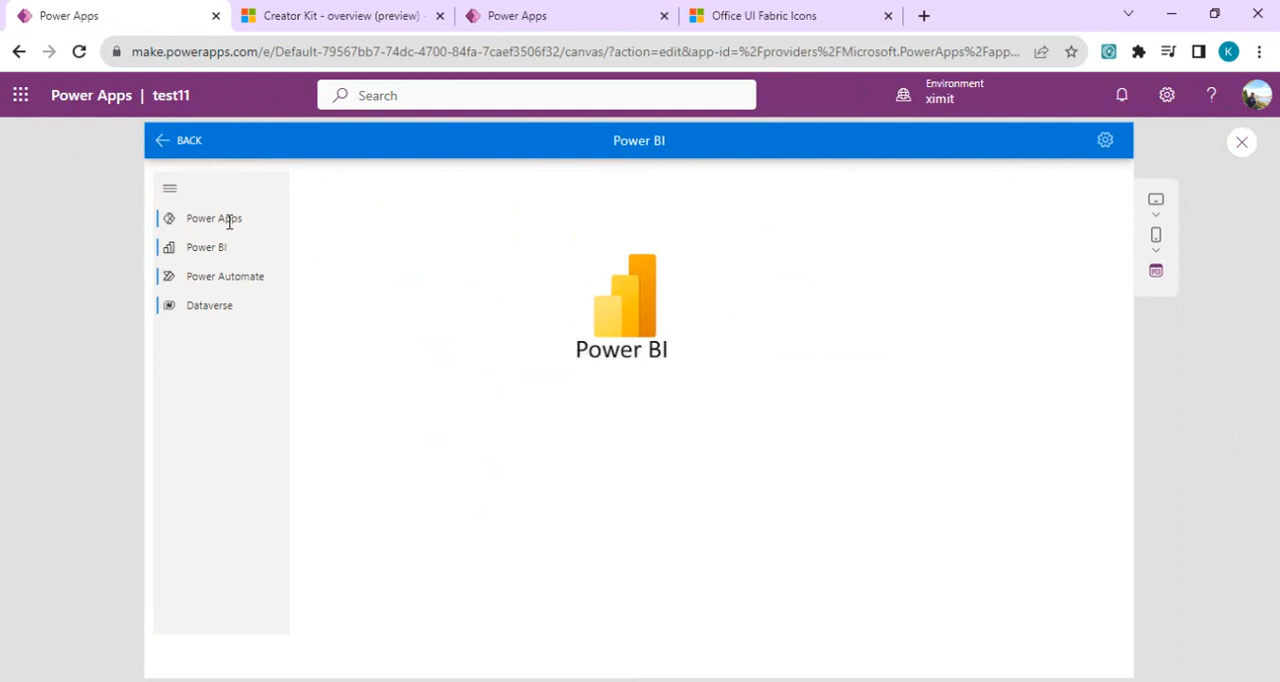 Power Apps
Creator Kit - overview (preview) -
Power Apps
Office UI Fabric Icons
make.powerapps.com/e/Default-79567bb7-74dc-4700-84fa-7caef3506f32/canvas/?action=edit&app-id=%2Fproviders%2FMicrosoft.PowerApps%2Fapp...
K
Power Apps | test11
Search
Environment
ximit
BACK
Power BI
Power Apps
Power BI
Power Automate
Dataverse
Power BI